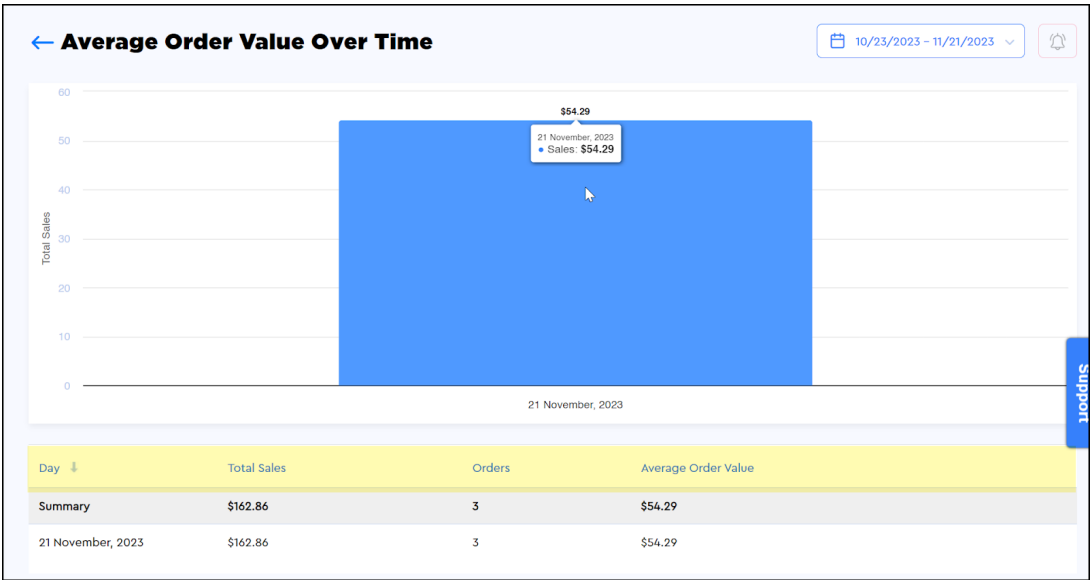 Average Order Value Over Time
10/23/2023 - 11/21/2023
60
50
40
30
20
10
0
Total Sales
$54.29
21 November, 2023
Sales: $54.29
21 November, 2023
Support
Day Total Sales Orders Average Order Value
Summary $162.86 3 $54.29
21 November, 2023 $162.86 3 $54.29